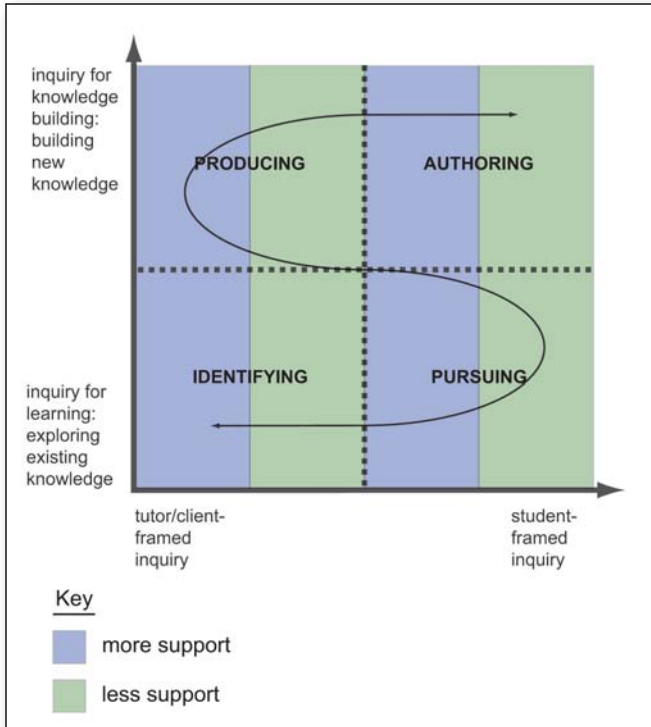 inquiry for
knowledge
building:
building
new
knowledge
PRODUCING
AUTHORING
IDENTIFYING
PURSUING
inquiry for
learning:
exploring
existing
knowledge
tutor/client-
framed
inquiry
student-
framed
inquiry
Key
more support
less support